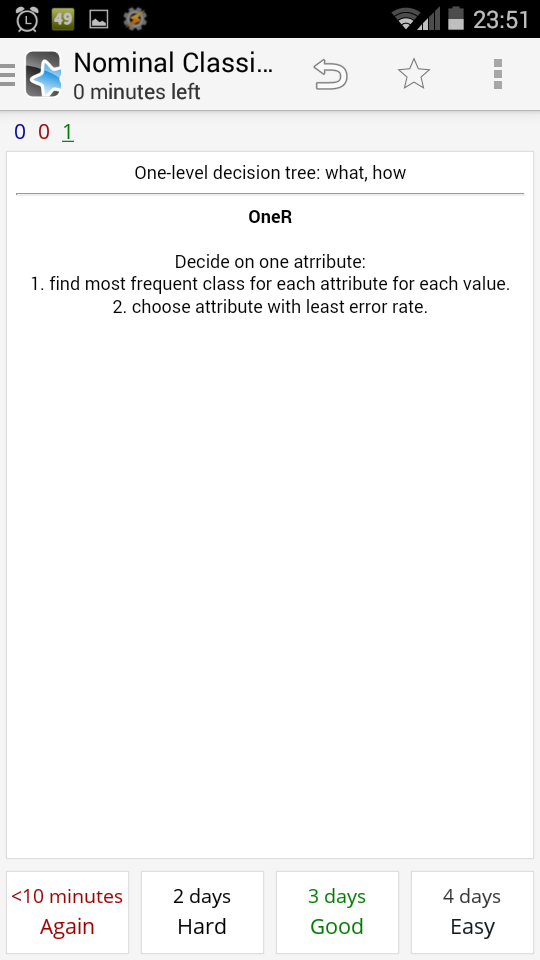 49
23:51
Nominal Classi...
0 minutes left
0 0 1
One-level decision tree: what, how
OneR
Decide on one atrribute:
1. find most frequent class for each attribute for each value.
2. choose attribute with least error rate.
<10 minutes 2 days 3 days 4 days
Again Hard Good Easy